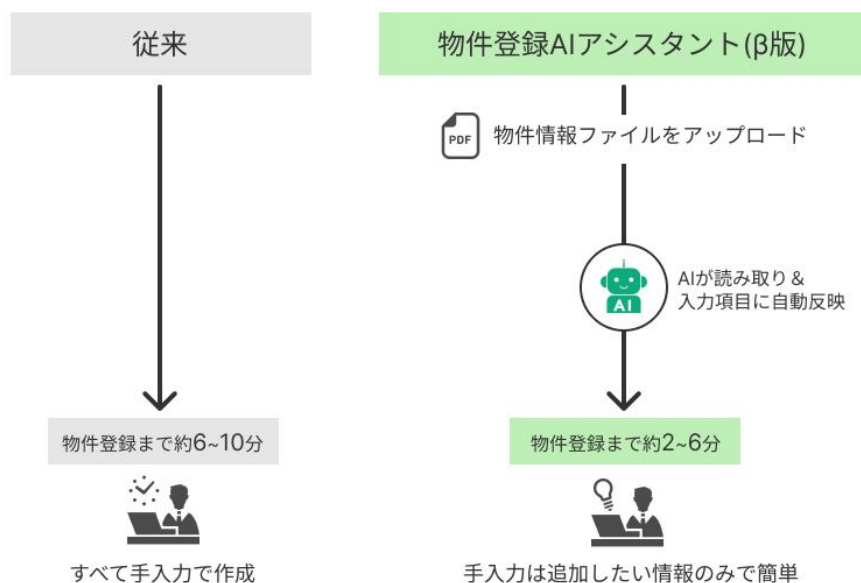 従来
物件登録AIアシスタント(β版)
PDF
物件情報ファイルをアップロード
AI
AIが読み取り＆
入力項目に自動反映
物件登録まで約6~10分
物件登録まで約2~6分
すべて手入力で作成
手入力は追加したい情報のみで簡単